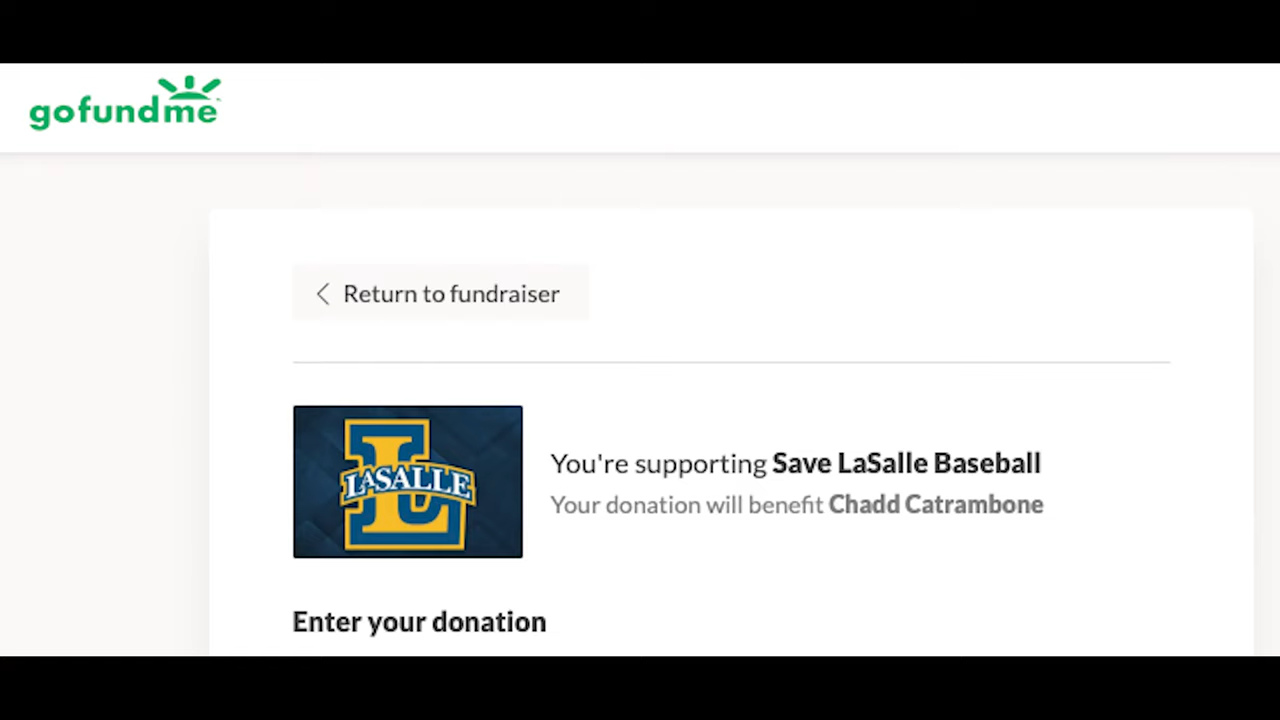 gofundme
Return to fundraiser
LASALLE
L
You're supporting Save LaSalle Baseball
Your donation will benefit Chadd Catrambone
Enter your donation